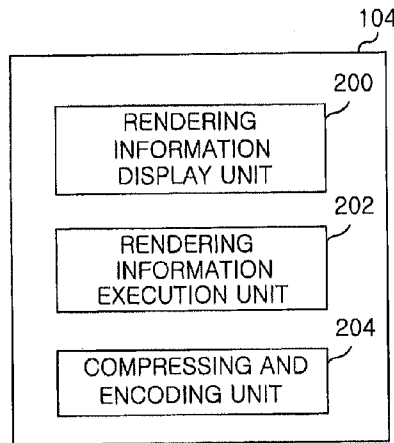 104
200
RENDERING
INFORMATION
DISPLAY UNIT
202
RENDERING
INFORMATION
EXECUTION UNIT
204
COMPRESSING AND
ENCODING UNIT